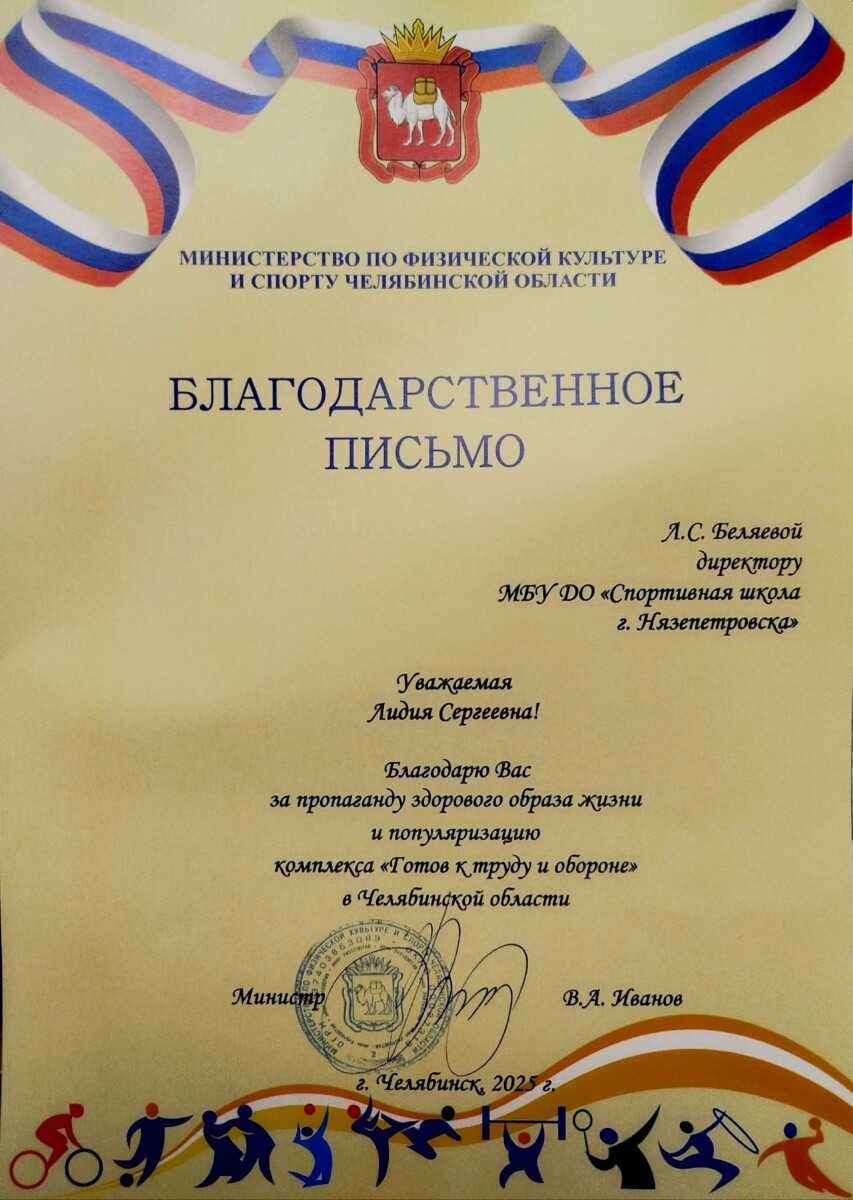 МИНИСТЕРСТВО ПО ФИЗИЧЕСКОЙ КУЛЬТУРЕ
И СПОРТУ ЧЕЛЯБИНСКОЙ ОБЛАСТИ
БЛАГОДАРСТВЕННОЕ
ПИСЬМО
Л.С. Беляевой
директору
МБУ ДО «Спортивная школа
г. Нязепетровска»
Уважаемая
Лидия Сергеевна!
Благодарю Вас
за пропаганду здорового образа жизни
и популяризацию
комплекса «Готов к труду и обороне»
в Челябинской области
Министр
В.А. Иванов
г. Челябинск, 2025 г.